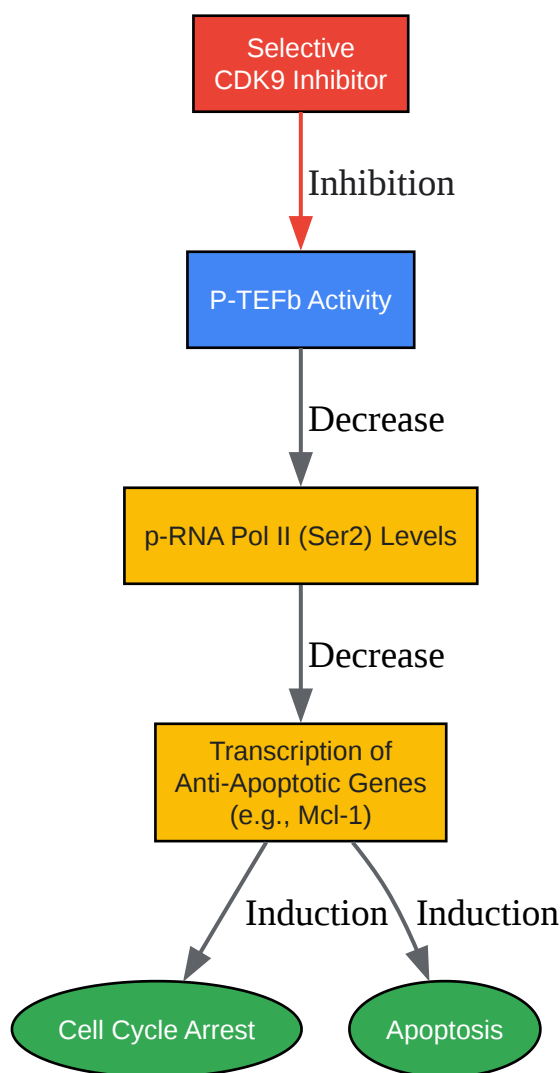 Selective
CDK9 Inhibitor
Inhibition
P-TEFb Activity
Decrease
p-RNA Pol II (Ser2) Levels
Decrease
Transcription of
Anti-Apoptotic Genes
(e.g., Mcl-1)
Induction
Induction
Cell Cycle Arrest
Apoptosis